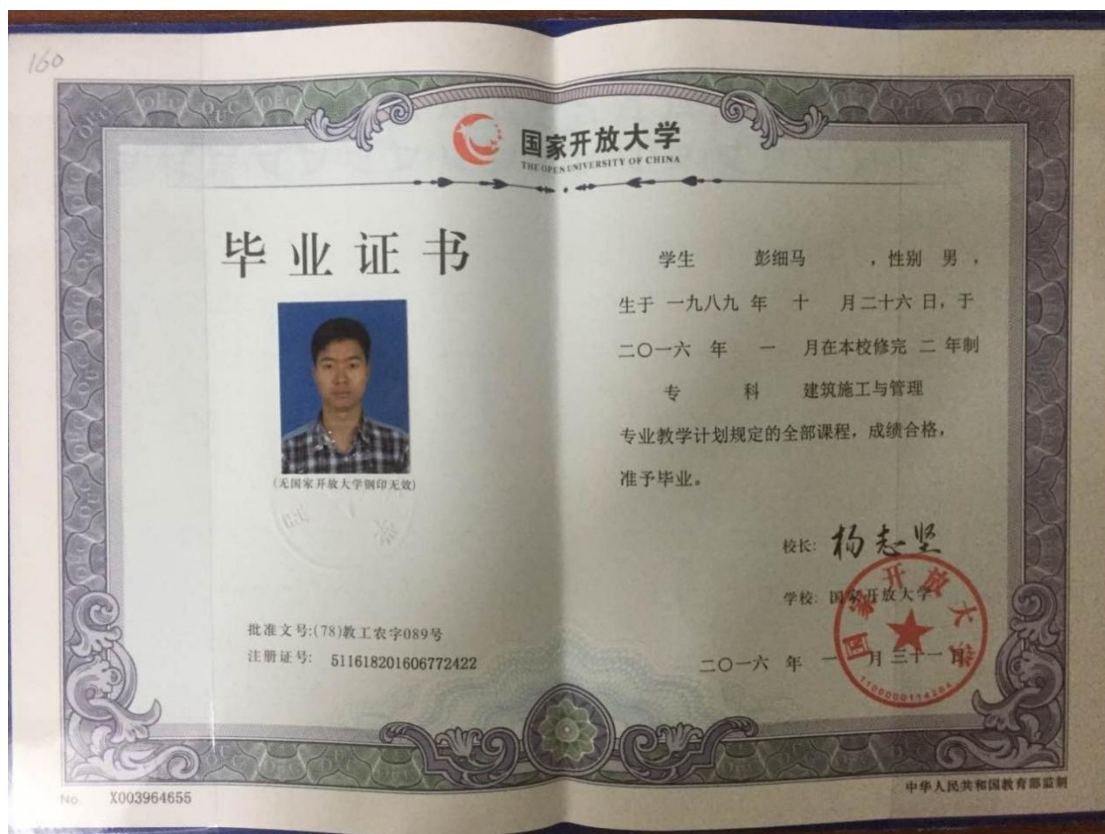 160
国家开放大学
THE OPEN UNIVERSITY OF CHINA
毕业证书
(无国家开放大学钢印无效)
批准文号:(78)教工农字089号
注册证号: 511618201606772422
学生 彭细马 ,性别 男 ,
生于 一九八九 年 十 月二十六 日,于
二〇一六 年 一 月在本校修完 二 年制
专 科 建筑施工与管理
专业教学计划规定的全部课程,成绩合格,
准予毕业。
校长: 杨志坚
学校: 国家开放大学
二〇一六 年 一 月三十一日
国家开放大学
No. X003964655
中华人民共和国教育部监制